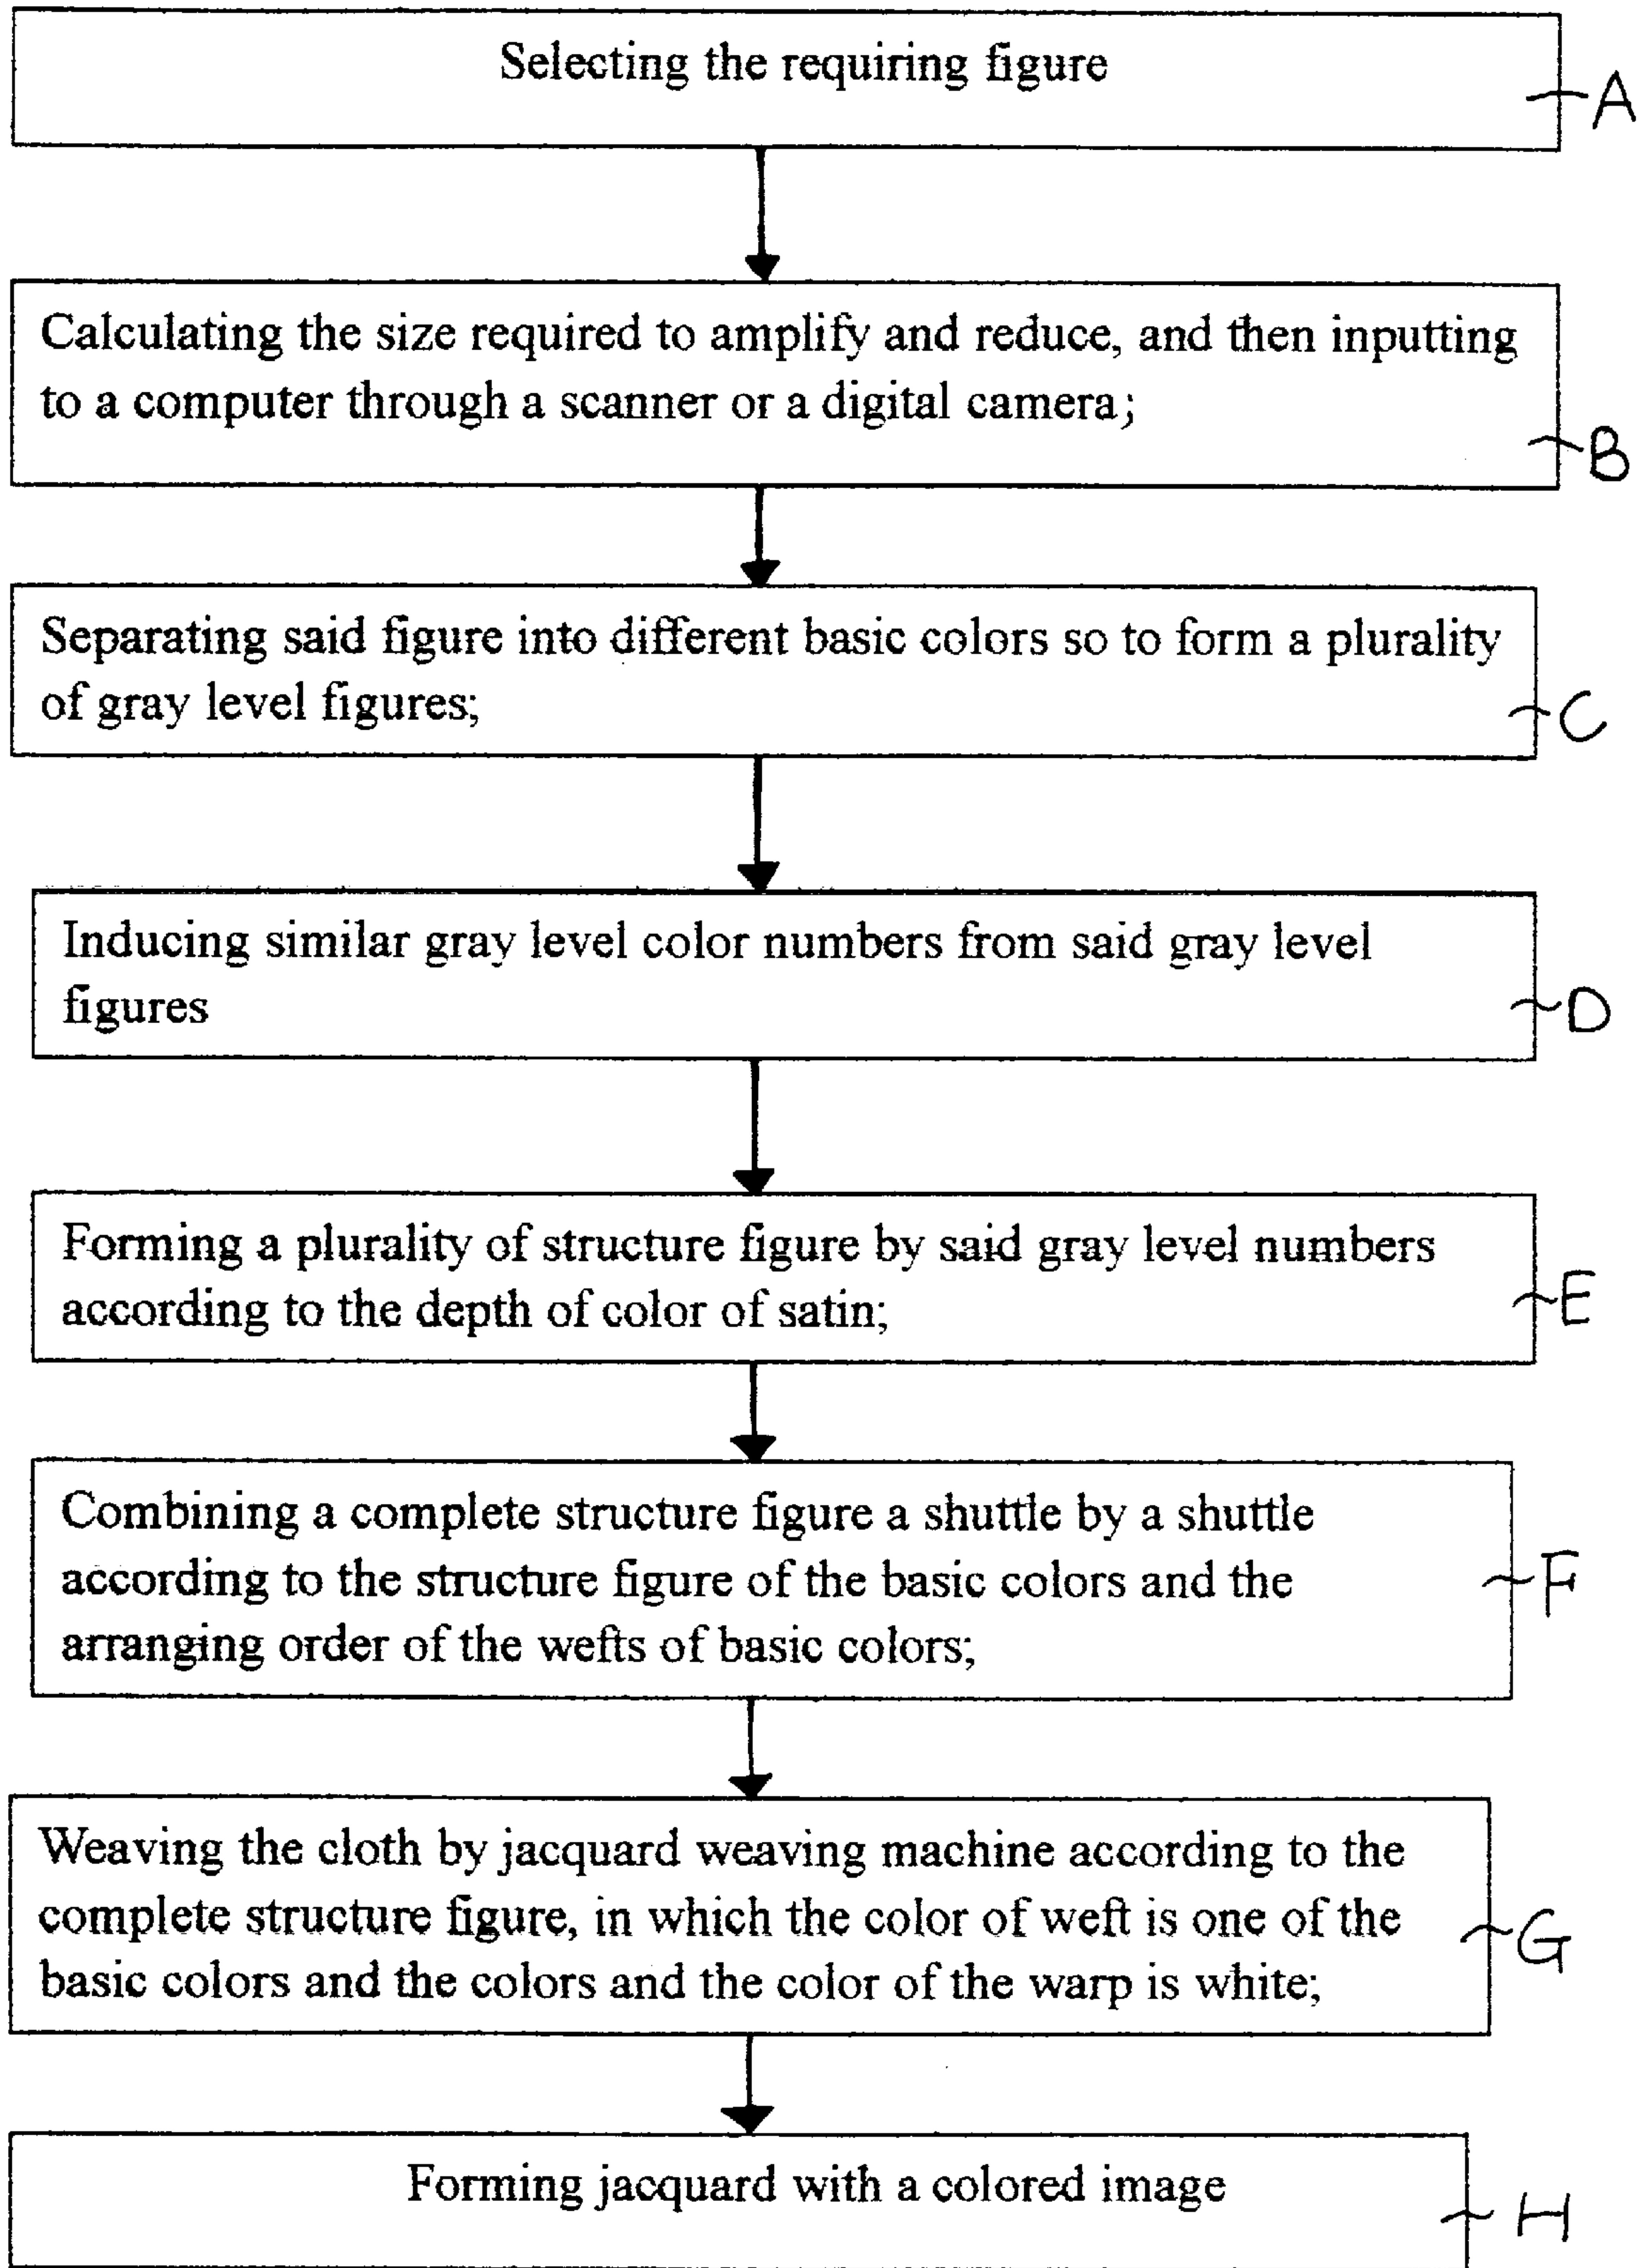 Selecting the requiring figure
A
Calculating the size required to amplify and reduce, and then inputting
to a computer through a scanner or a digital camera;
B
Separating said figure into different basic colors so to form a plurality
of gray level figures;
C
Inducing similar gray level color numbers from said gray level
figures
D
Forming a plurality of structure figure by said gray level numbers
according to the depth of color of satin;
E
Combining a complete structure figure a shuttle by a shuttle
according to the structure figure of the basic colors and the
arranging order of the wefts of basic colors;
F
Weaving the cloth by jacquard weaving machine according to the
complete structure figure, in which the color of weft is one of the
basic colors and the colors and the color of the warp is white;
G
Forming jacquard with a colored image
H